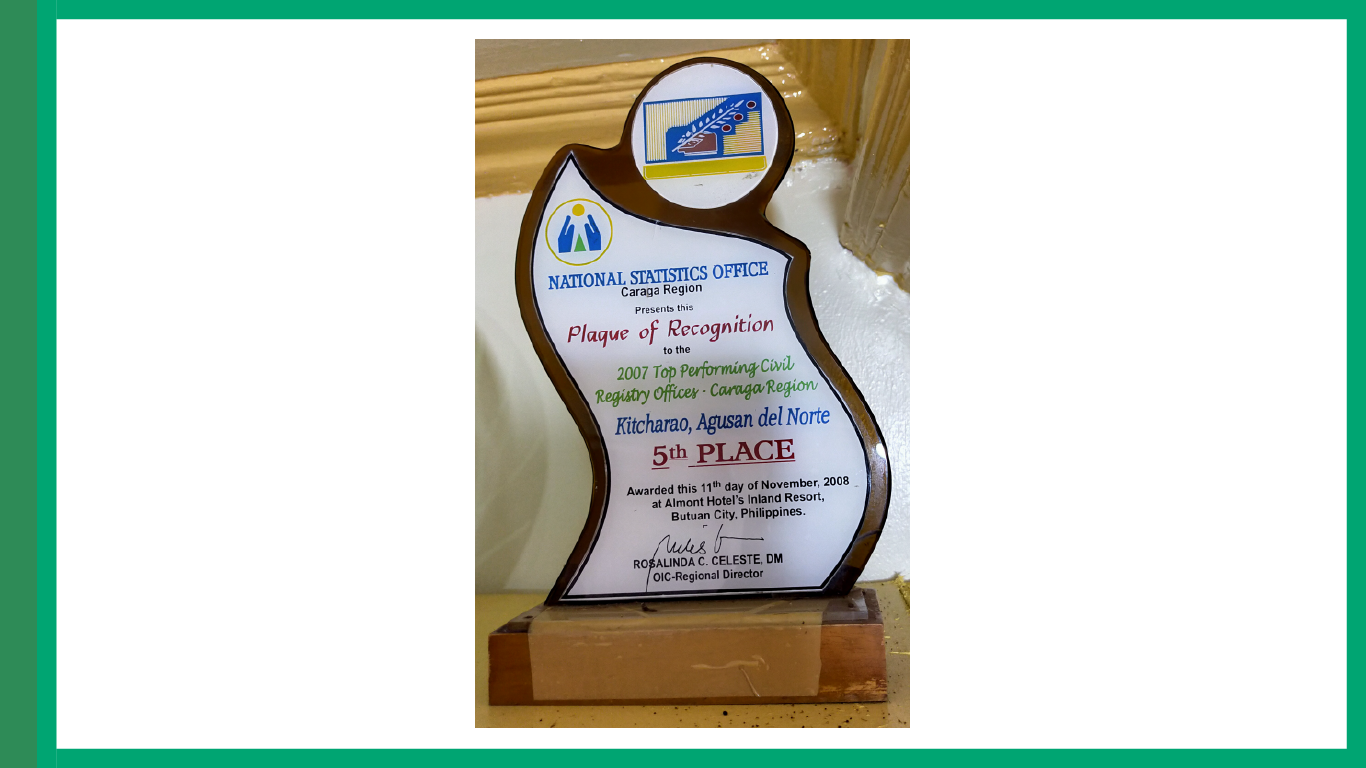 NATIONAL STATISTICS OFFICE
Caraga Region
Presents this
Plaque of Recognition
to the
2007 Top Performing Civil
Registry Offices - Caraga Region
Kitcharao, Agusan del Norte
5th PLACE
Awarded this 11th day of November, 2008
at Almont Hotel's Inland Resort,
Butuan City, Philippines.
ROSALINDA C. CELESTE, DM
OIC-Regional Director